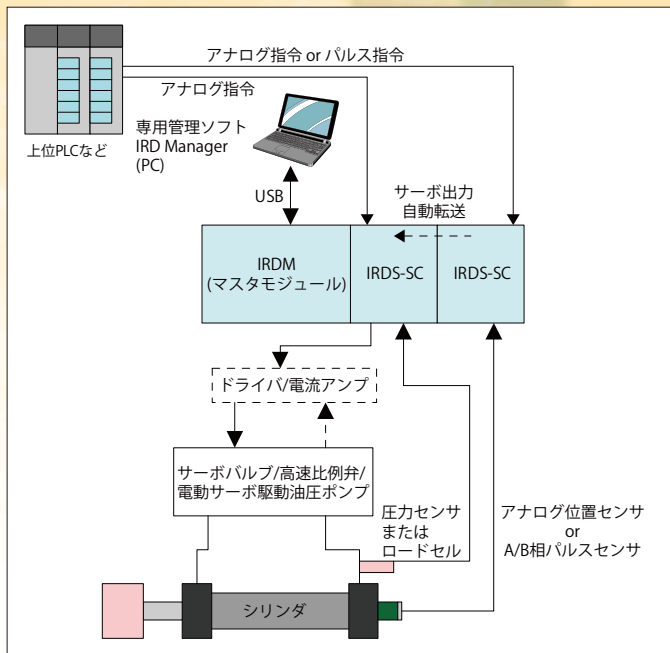 アナログ指令 or パルス指令
アナログ指令
上位PLCなど
専用管理ソフト
IRD Manager
(PC)
USB
サーボ出力
自動転送
IRDM
(マスタモジュール)
IRDS-SC
IRDS-SC
ドライバ/電流アンプ
サーボバルブ/高速比例弁/
電動サーボ駆動油圧ポンプ
圧力センサ
または
ロードセル
アナログ位置センサ
or
A/B相パルスセンサ
シリンダ